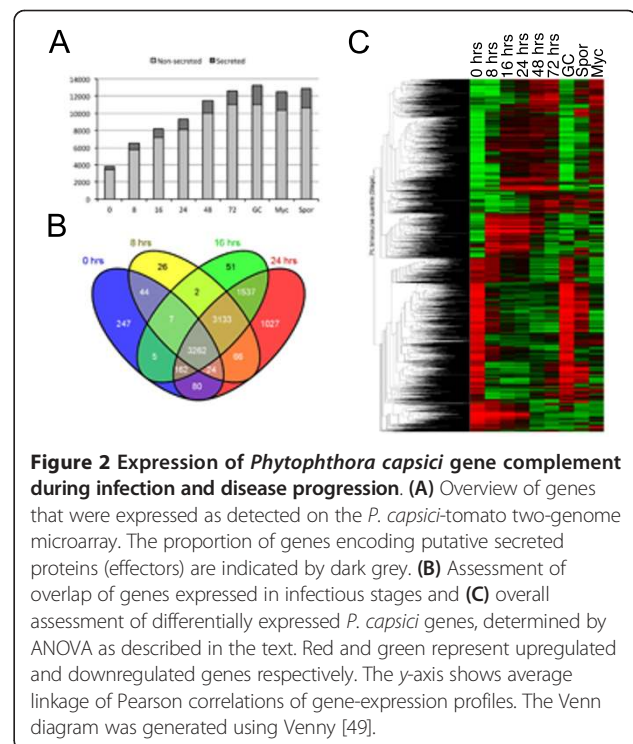 A
Non-secreted Secreted
14000
12000
10000
8000
6000
4000
2000
0
0 8 16 24 48 72 GC Myc Spor
B
0 hrs
8 hrs
16 hrs
24 hrs
26
51
44
2
1537
247
7
3133
1027
5
3262
66
162
24
80
C
0 hrs
8 hrs
16 hrs
24 hrs
48 hrs
72 hrs
GC
Spor
Myc
Figure 2 Expression of Phytophthora capsici gene complement
during infection and disease progression. (A) Overview of genes
that were expressed as detected on the P. capsici-tomato two-genome
microarray. The proportion of genes encoding putative secreted
proteins (effectors) are indicated by dark grey. (B) Assessment of
overlap of genes expressed in infectious stages and (C) overall
assessment of differentially expressed P. capsici genes, determined by
ANOVA as described in the text. Red and green represent upregulated
and downregulated genes respectively. The y-axis shows average
linkage of Pearson correlations of gene-expression profiles. The Venn
diagram was generated using Venny [49].